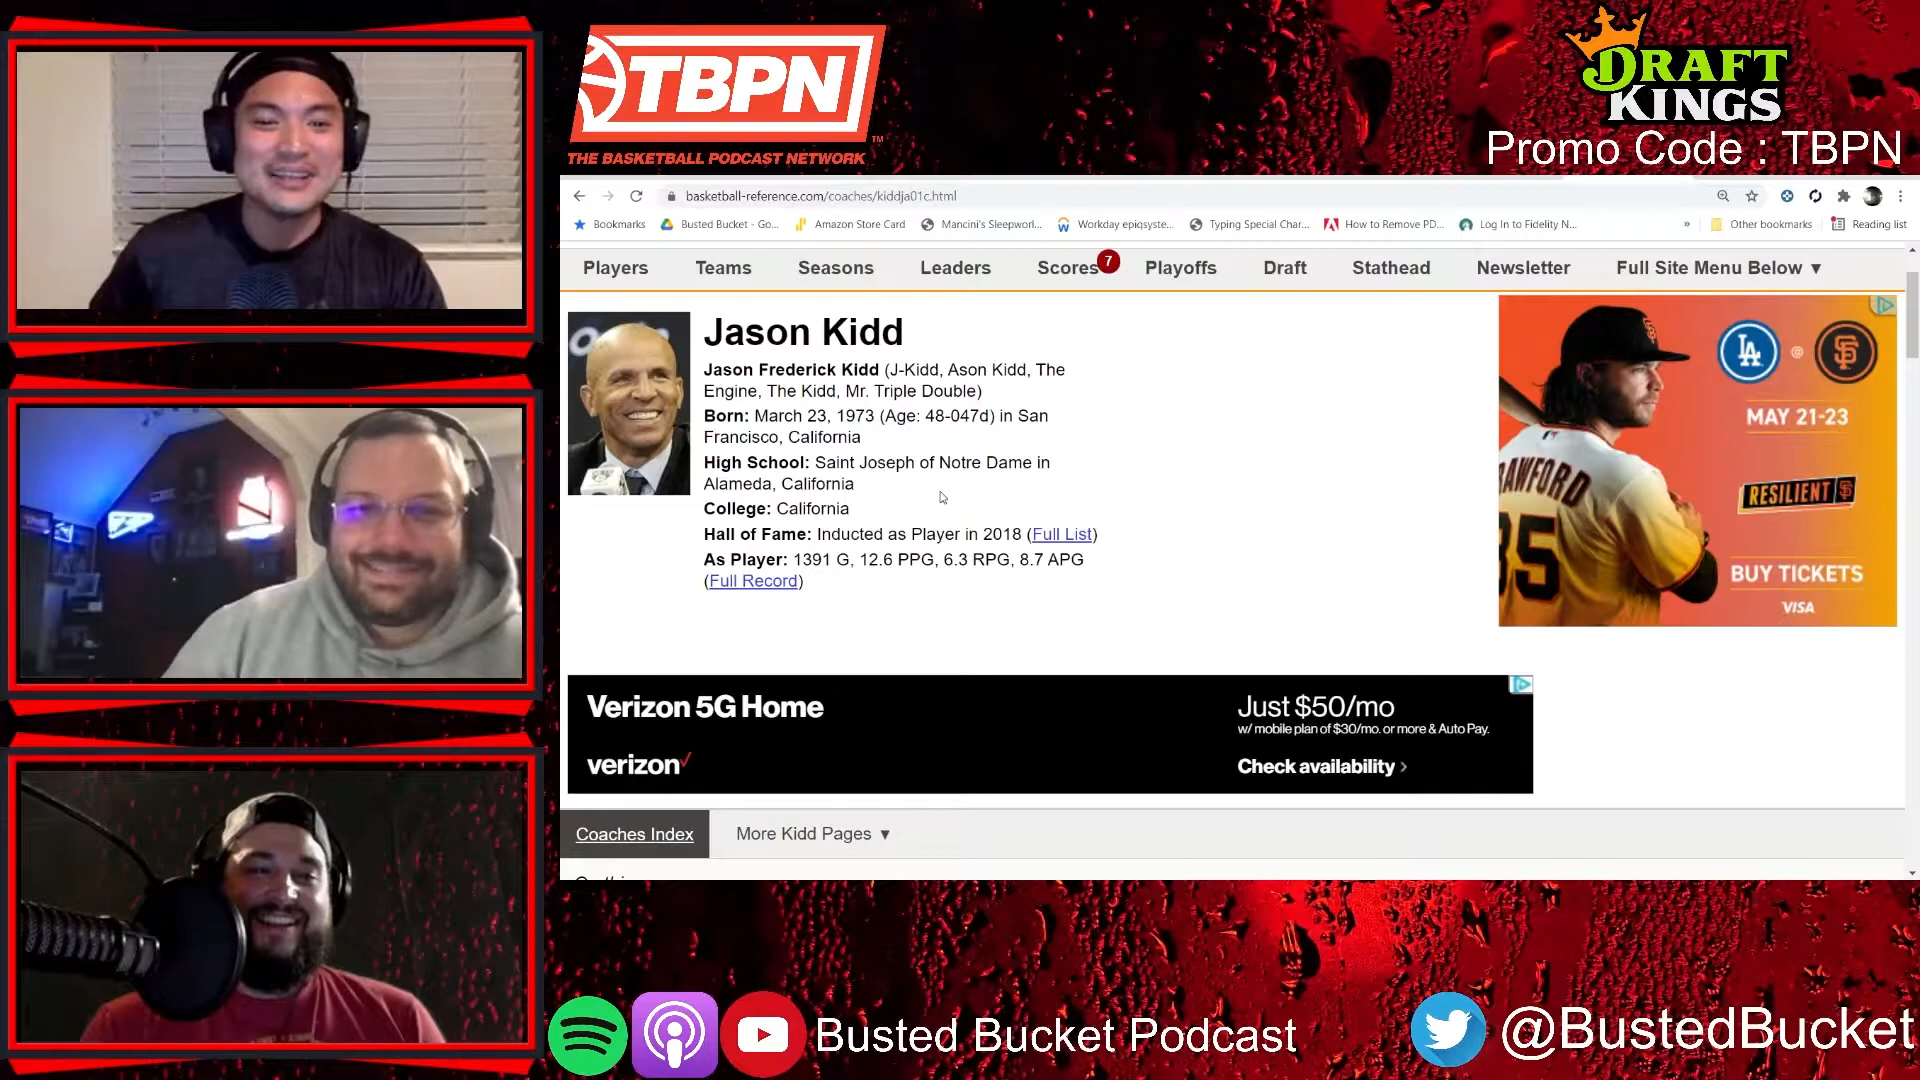 TBPN
TM
THE BASKETBALL PODCAST NETWORK
DRAFT
KINGS
Promo Code : TBPN
basketball-reference.com/coaches/kiddja01c.html
Bookmarks
Busted Bucket - Go...
Amazon Store Card
Mancini's Sleepworl...
Workday epiqsyste...
Typing Special Char...
How to Remove PD...
Log In to Fidelity N...
»
Other bookmarks
Reading list
Players
Teams
Seasons
Leaders
Scores
7
Playoffs
Draft
Stathead
Newsletter
Full Site Menu Below ▼
Jason Kidd
Jason Frederick Kidd (J-Kidd, Ason Kidd, The
Engine, The Kidd, Mr. Triple Double)
Born: March 23, 1973 (Age: 48-047d) in San
Francisco, California
High School: Saint Joseph of Notre Dame in
Alameda, California
College: California
Hall of Fame: Inducted as Player in 2018 (Full List)
As Player: 1391 G, 12.6 PPG, 6.3 RPG, 8.7 APG
(Full Record)
LA @ SF
MAY 21-23
RAWFORD
35
RESILIENT SF
BUY TICKETS
VISA
Verizon 5G Home
verizon
Just $50/mo
w/ mobile plan of $30/mo. or more & Auto Pay.
Check availability ›
Coaches Index
More Kidd Pages ▼
Busted Bucket Podcast
@BustedBucket